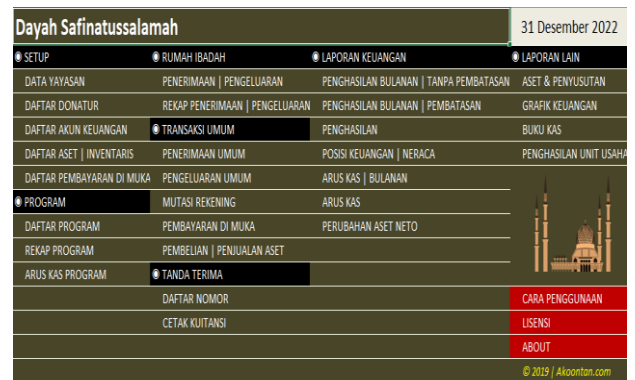 Dayah Safinatussalamah
31 Desember 2022
SETUP
DATA YAYASAN
DAFTAR DONATUR
DAFTAR AKUN KEUANGAN
DAFTAR ASET | INVENTARIS
DAFTAR PEMBAYARAN DI MUKA
PROGRAM
DAFTAR PROGRAM
REKAP PROGRAM
ARUS KAS PROGRAM
RUMAH IBADAH
PENERIMAAN | PENGELUARAN
REKAP PENERIMAAN | PENGELUARAN
TRANSAKSI UMUM
PENERIMAAN UMUM
PENGELUARAN UMUM
MUTASI REKENING
PEMBAYARAN DI MUKA
PEMBELIAN | PENJUALAN ASET
TANDA TERIMA
DAFTAR NOMOR
CETAK KUITANSI
LAPORAN KEUANGAN
PENGHASILAN BULANAN | TANPA PEMBATASAN
PENGHASILAN BULANAN | PEMBATASAN
PENGHASILAN
POSISI KEUANGAN | NERACA
ARUS KAS | BULANAN
ARUS KAS
PERUBAHAN ASET NETO
LAPORAN LAIN
ASET & PENYUSUTAN
GRAFIK KEUANGAN
BUKU KAS
PENGHASILAN UNIT USAHA
CARA PENGGUNAAN
LISENSI
ABOUT
© 2019 | Akoontan.com